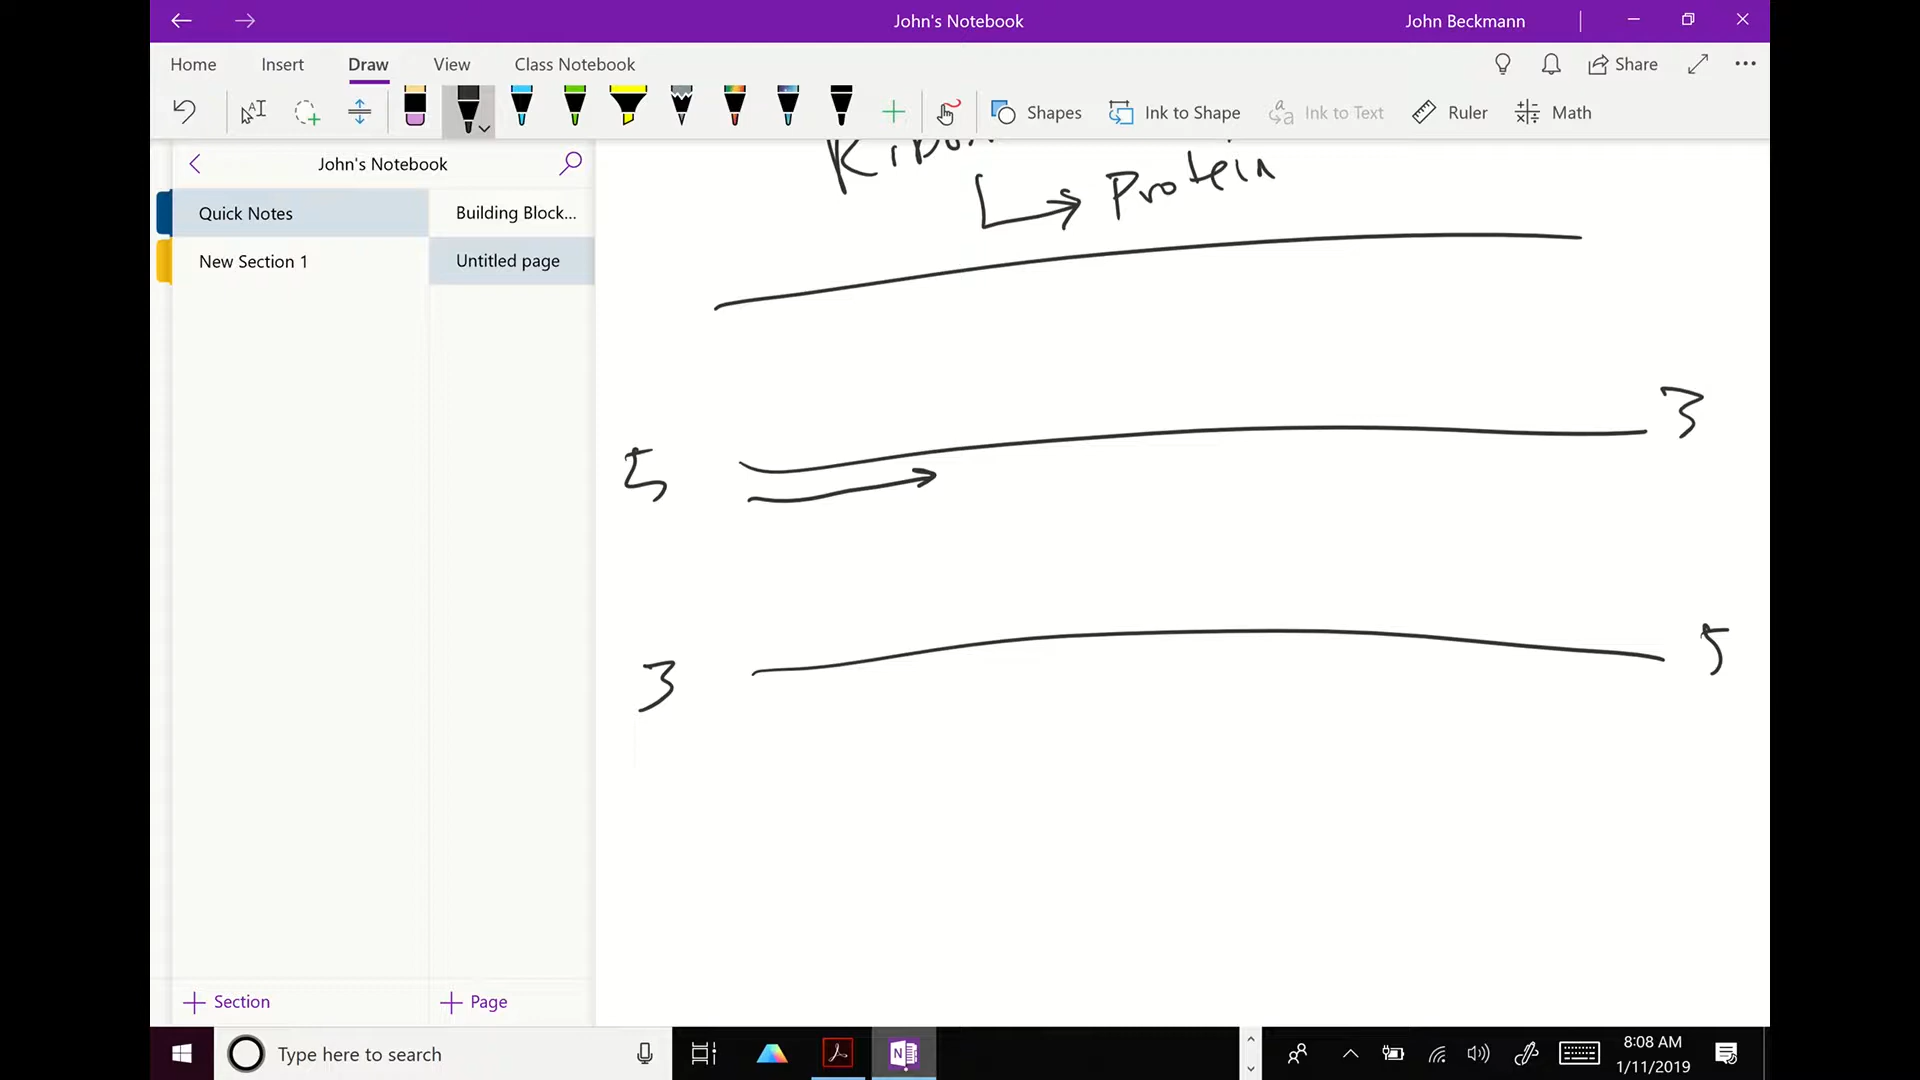 John's Notebook
John Beckmann
Home
Insert
Draw
View
Class Notebook
Share
Shapes
Ink to Shape
Ink to Text
Ruler
Math
John's Notebook
Quick Notes
New Section 1
Building Block...
Untitled page
Protein
3
5
3
5
Section
Page
Type here to search
8:08 AM
1/11/2019